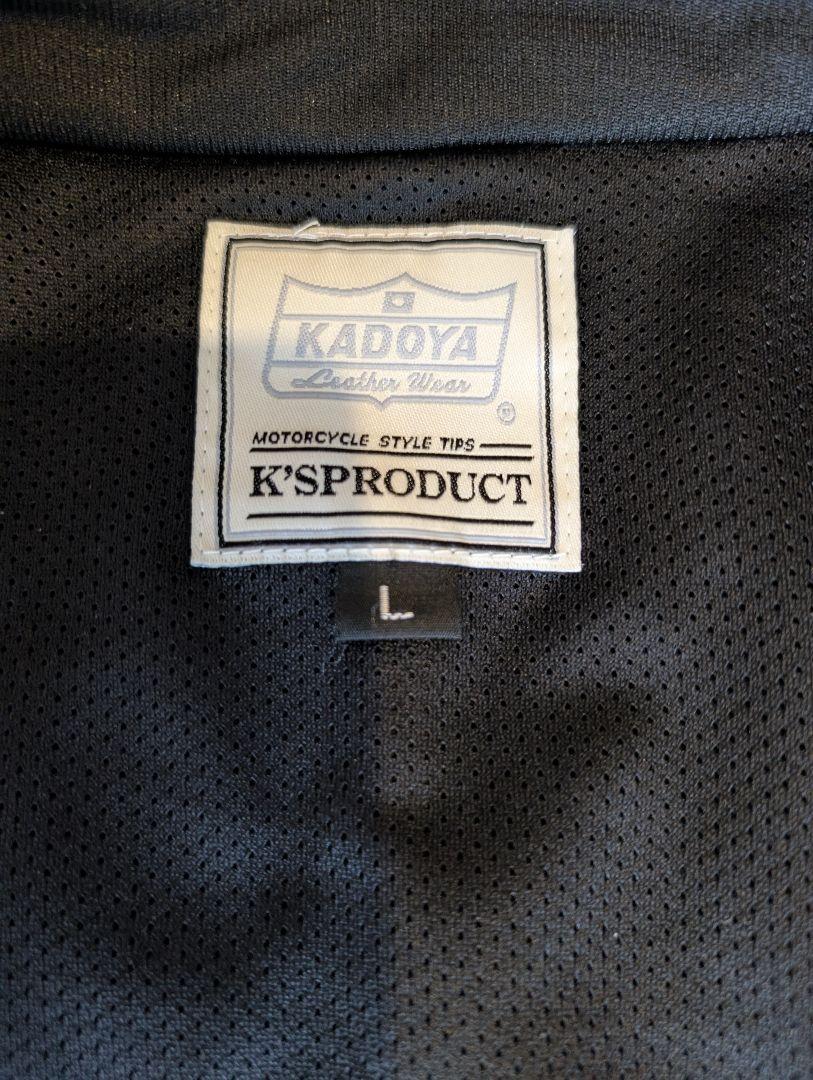 KADOYA
Leather Wear
®
MOTORCYCLE STYLE TIPS
K'SPRODUCT
L